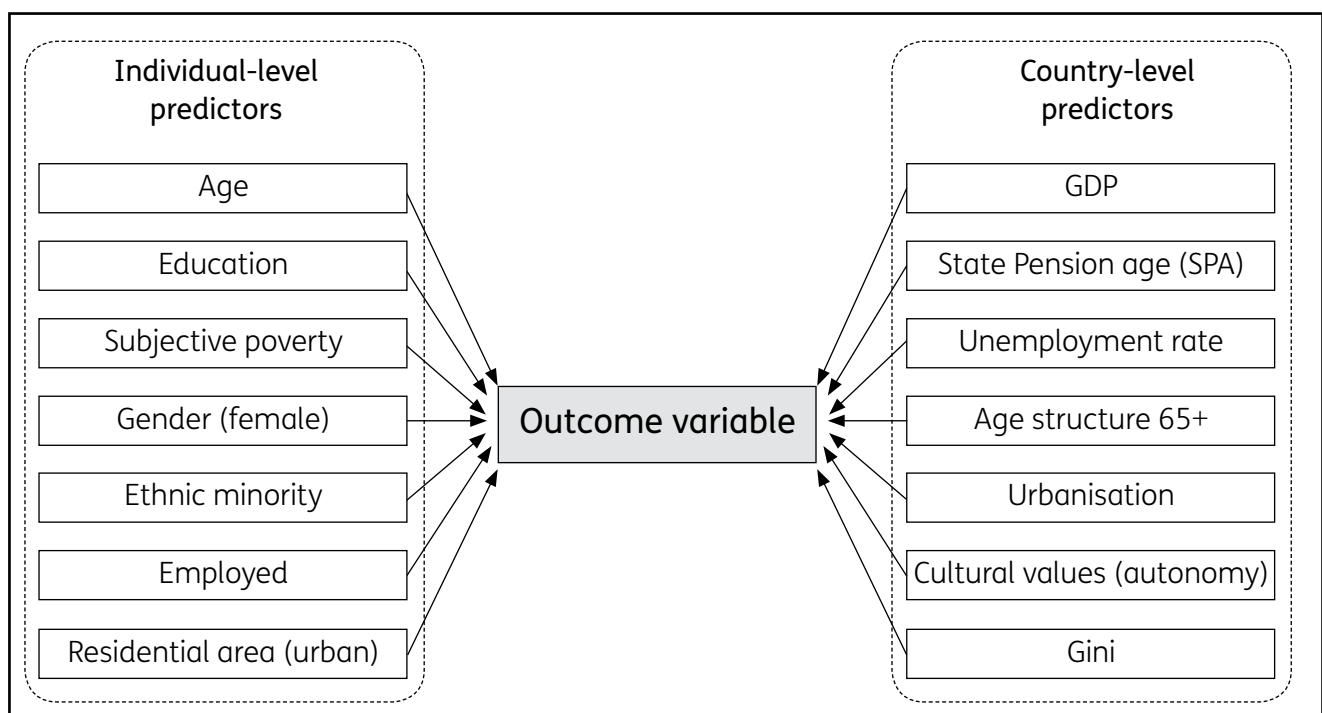 Individual-level
predictors
Age
Education
Subjective poverty
Gender (female)
Ethnic minority
Employed
Residential area (urban)
Outcome variable
Country-level
predictors
GDP
State Pension age (SPA)
Unemployment rate
Age structure 65+
Urbanisation
Cultural values (autonomy)
Gini